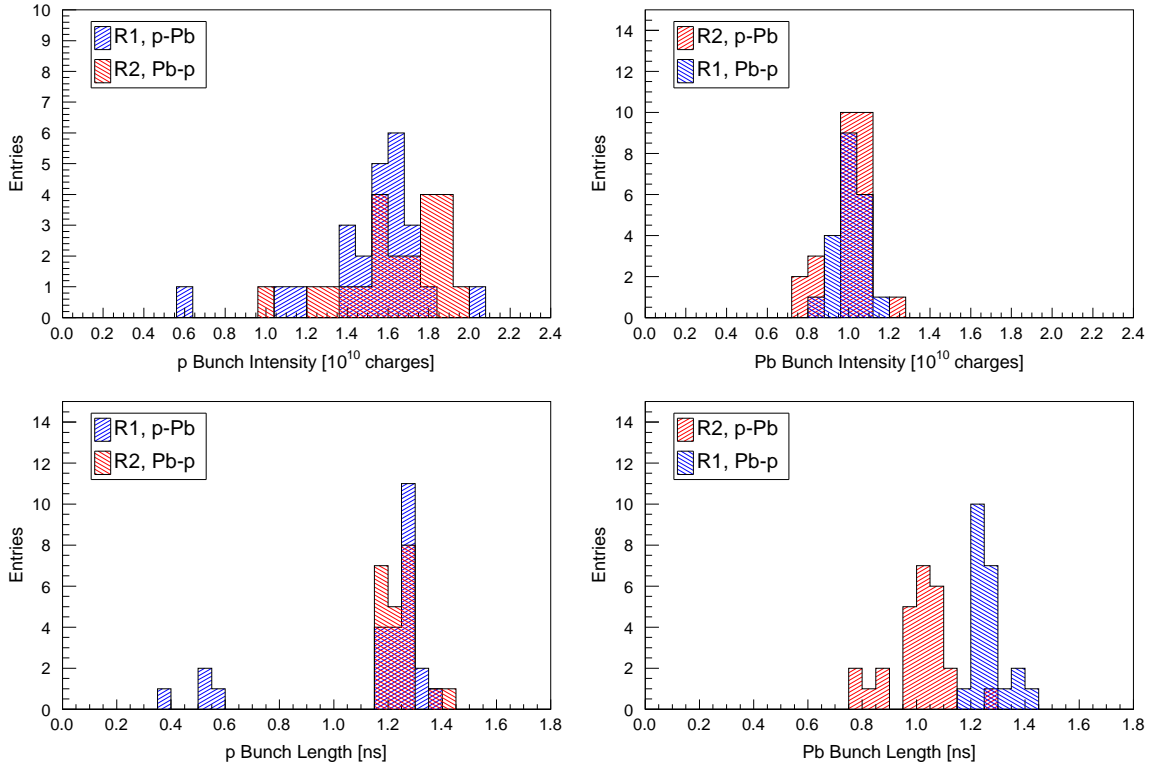 10
9
8
7
6
5
4
3
2
1
0
Entries
R1, p-Pb
R2, Pb-p
0.0 0.2 0.4 0.6 0.8 1.0 1.2 1.4 1.6 1.8 2.0 2.2 2.4
p Bunch Intensity [10^10 charges]
14
12
10
8
6
4
2
0
Entries
R2, p-Pb
R1, Pb-p
0.0 0.2 0.4 0.6 0.8 1.0 1.2 1.4 1.6 1.8 2.0 2.2 2.4
Pb Bunch Intensity [10^10 charges]
14
12
10
8
6
4
2
0
Entries
R1, p-Pb
R2, Pb-p
0.0 0.2 0.4 0.6 0.8 1.0 1.2 1.4 1.6 1.8
p Bunch Length [ns]
14
12
10
8
6
4
2
0
Entries
R2, p-Pb
R1, Pb-p
0.0 0.2 0.4 0.6 0.8 1.0 1.2 1.4 1.6 1.8
Pb Bunch Length [ns]